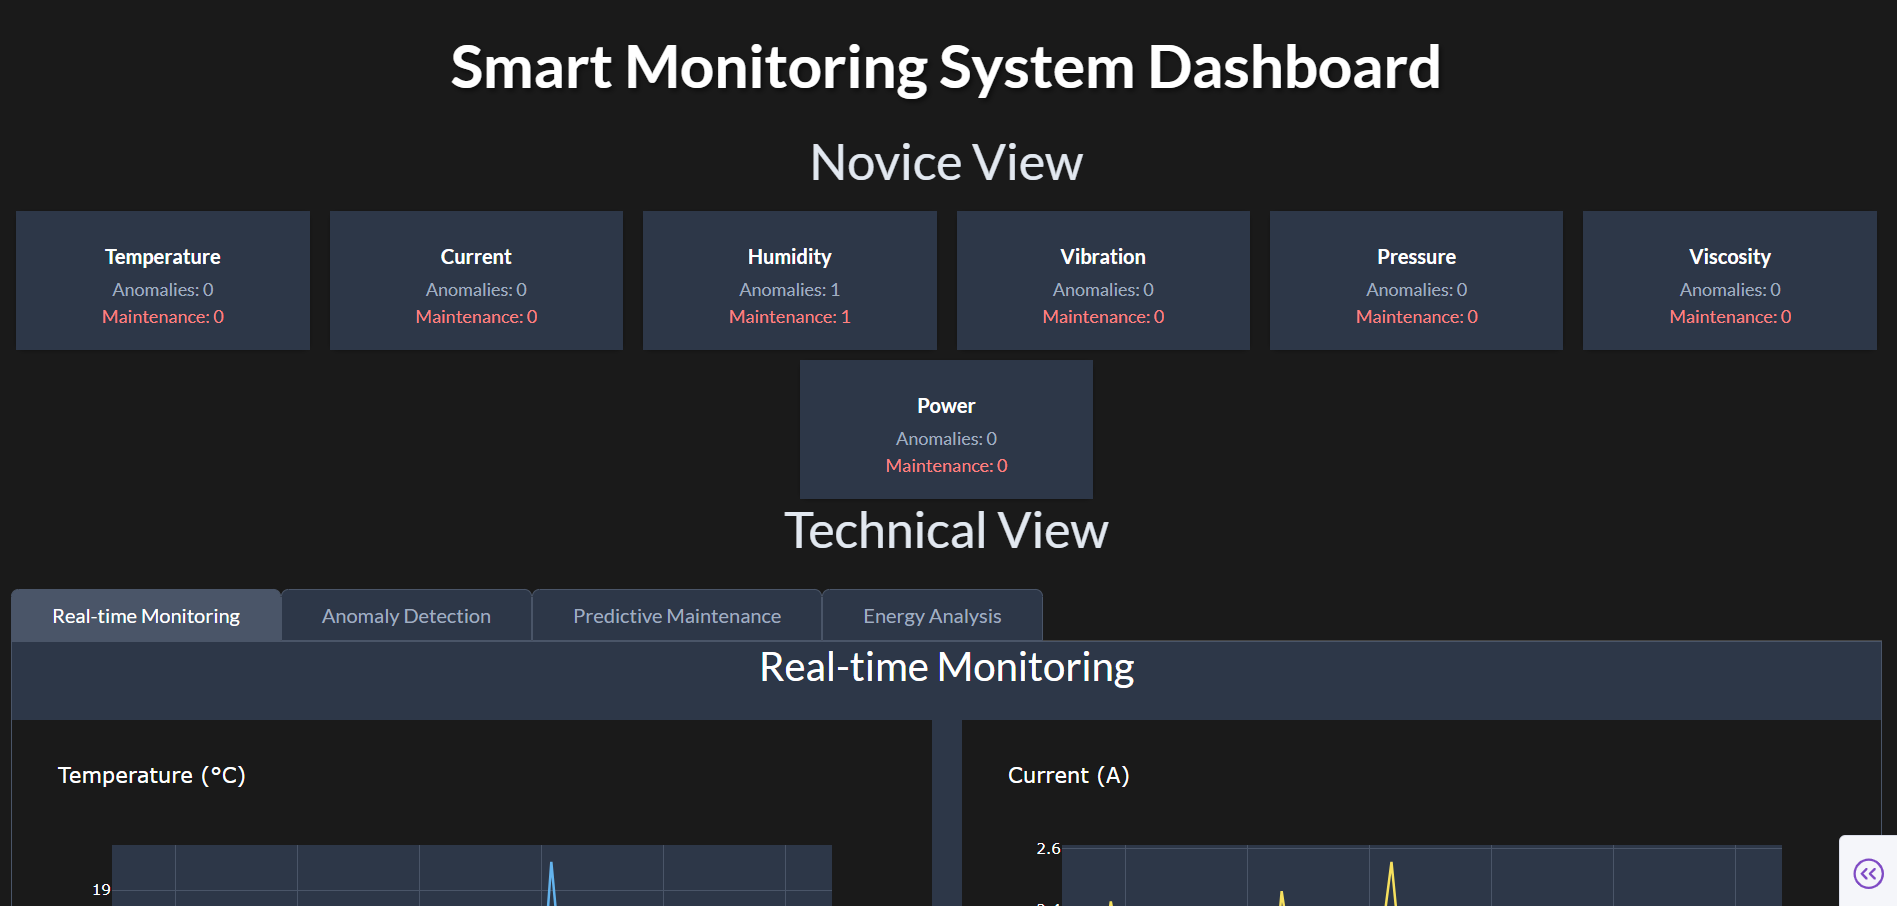 Smart Monitoring System Dashboard
Novice View
Temperature
Anomalies: 0
Maintenance: 0
Current
Anomalies: 0
Maintenance: 0
Humidity
Anomalies: 1
Maintenance: 1
Vibration
Anomalies: 0
Maintenance: 0
Pressure
Anomalies: 0
Maintenance: 0
Viscosity
Anomalies: 0
Maintenance: 0
Power
Anomalies: 0
Maintenance: 0
Technical View
Real-time Monitoring
Anomaly Detection
Predictive Maintenance
Energy Analysis
Real-time Monitoring
Temperature (°C)
19
Current (A)
2.6